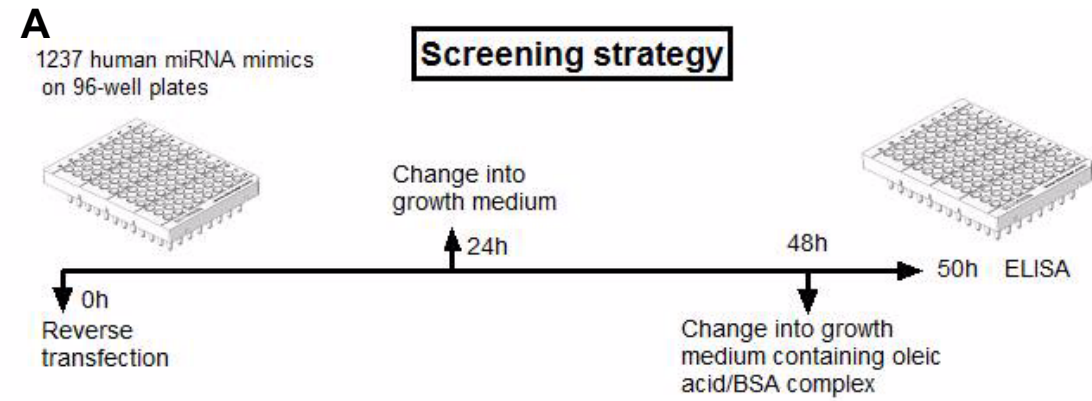 A
1237 human miRNA mimics
on 96-well plates
Screening strategy
Change into
growth medium
24h
48h
50h ELISA
0h
Reverse
transfection
Change into growth
medium containing oleic
acid/BSA complex